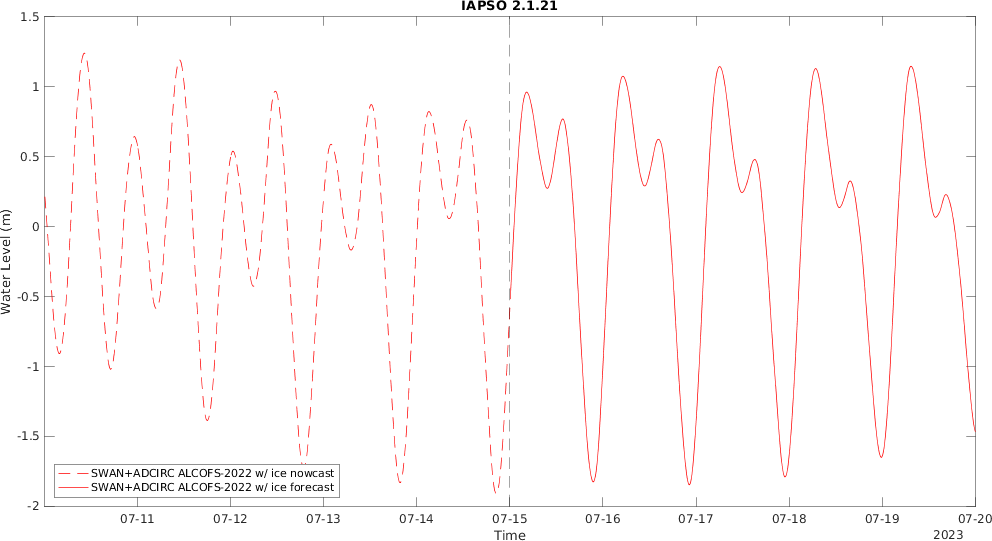 IAPSO 2.1.21
1.5
1
0.5
0
-0.5
-1
-1.5
-2
Water Level (m)
SWAN+ADCIRC ALCOFS-2022 w/ ice nowcast
SWAN+ADCIRC ALCOFS-2022 w/ ice forecast
07-11 07-12 07-13 07-14 07-15 07-16 07-17 07-18 07-19 07-20
Time
2023